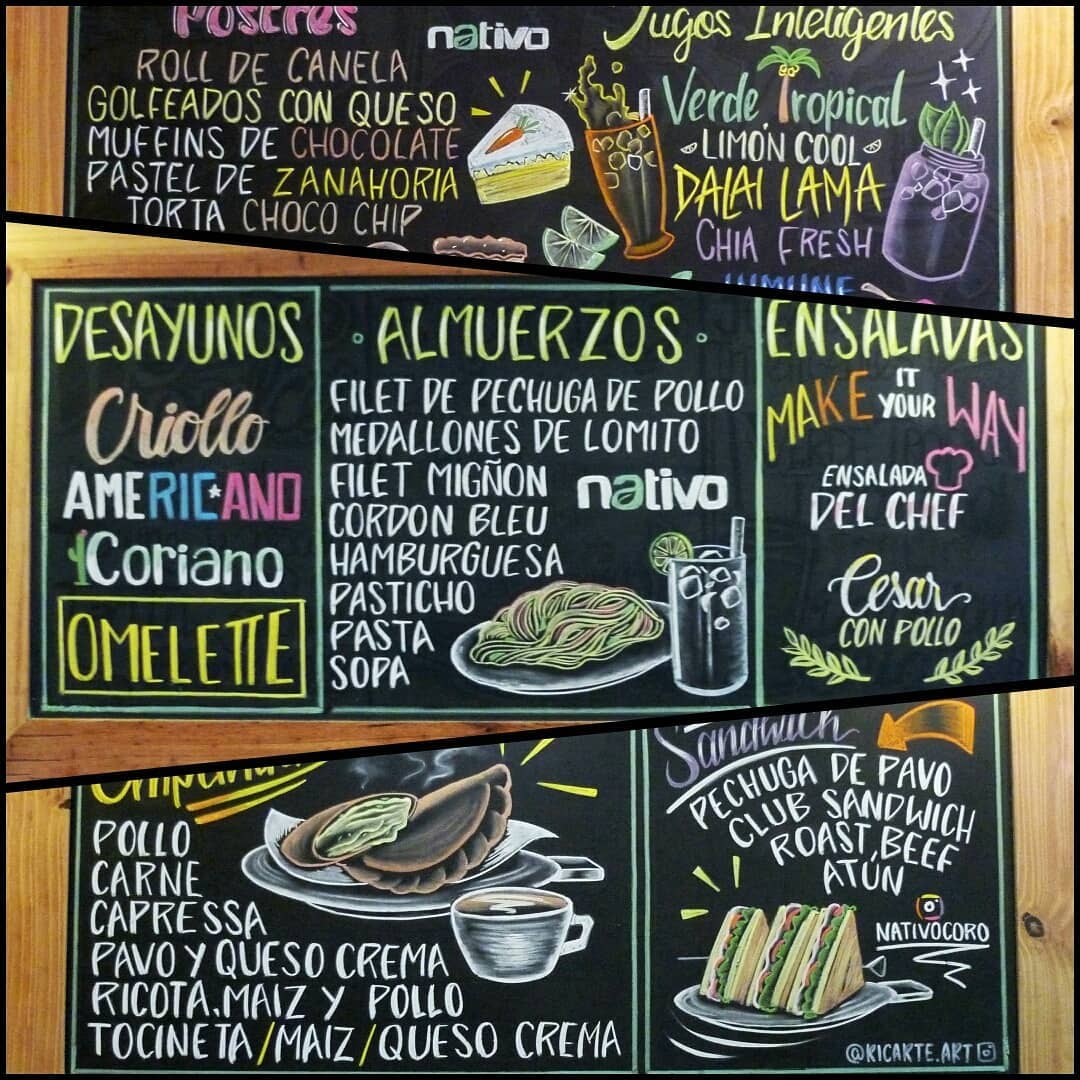 Postres
ROLL DE CANELA
GOLFEADOS CON QUESO
MUFFINS DE CHOCOLATE
PASTEL DE ZANAHORIA
TORTA CHOCO CHIP
nativo
Jugos Inteligentes
Verde Tropical
LIMÓN COOL
DALAI LAMA
CHIA FRESH
INMUNE
DESAYUNOS
Criollo
AMERICANO
Coriano
OMELETTE
ALMUERZOS
FILET DE PECHUGA DE POLLO
MEDALLONES DE LOMITO
FILET MIGÑON
CORDON BLEU
HAMBURGUESA
PASTICHO
PASTA
SOPA
nativo
ENSALADAS
MAKE IT YOUR WAY
ENSALADA
DEL CHEF
Cesar
CON POLLO
POLLO
CARNE
CAPRESSA
PAVO Y QUESO CREMA
RICOTA, MAIZ Y POLLO
TOCINETA/MAIZ/QUESO CREMA
Sandwich
PECHUGA DE PAVO
CLUB SANDWICH
ROAST BEEF
ATÚN
NATIVOCORO
@RICARTE.ART